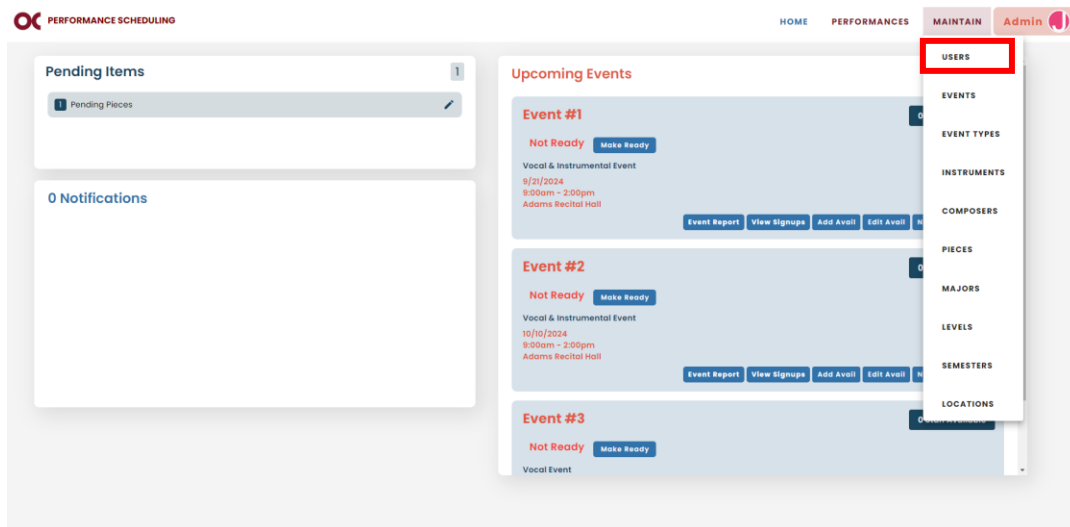 OC PERFORMANCE SCHEDULING
HOME PERFORMANCES MAINTAIN Admin J
USERS
EVENTS
EVENT TYPES
INSTRUMENTS
COMPOSERS
PIECES
MAJORS
LEVELS
SEMESTERS
LOCATIONS
Pending Items 1
1 Pending Pieces
0 Notifications
Upcoming Events
Event #1 0
Not Ready Make Ready
Vocal & Instrumental Event
9/21/2024
9:00am - 2:00pm
Adams Recital Hall
Event Report View Signups Add Avail Edit Avail N
Event #2 0
Not Ready Make Ready
Vocal & Instrumental Event
10/10/2024
9:00am - 2:00pm
Adams Recital Hall
Event Report View Signups Add Avail Edit Avail N
Event #3
Not Ready Make Ready
Vocal Event